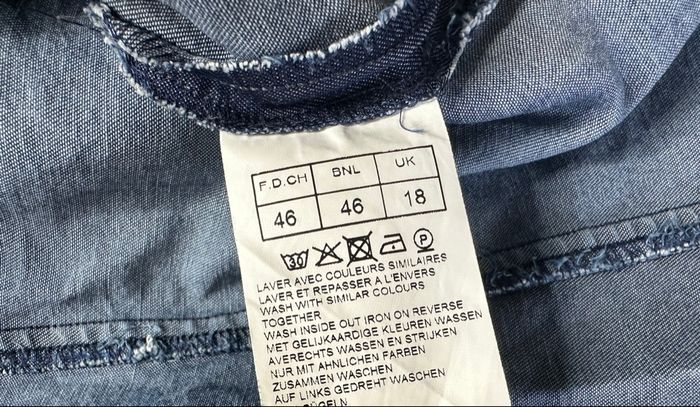 F.D.CH BNL UK
46 46 18
30 P
LAVER AVEC COULEURS SIMILAIRES
LAVER ET REPASSER A L'ENVERS
WASH WITH SIMILAR COLOURS
TOGETHER
WASH INSIDE OUT IRON ON REVERSE
MET GELIJKAARDIGE KLEUREN WASSEN
AVERECHTS WASSEN EN STRIJKEN
NUR MIT ÄHNLICHEN FARBEN
ZUSAMMEN WASCHEN
AUF LINKS GEDREHT WASCHEN